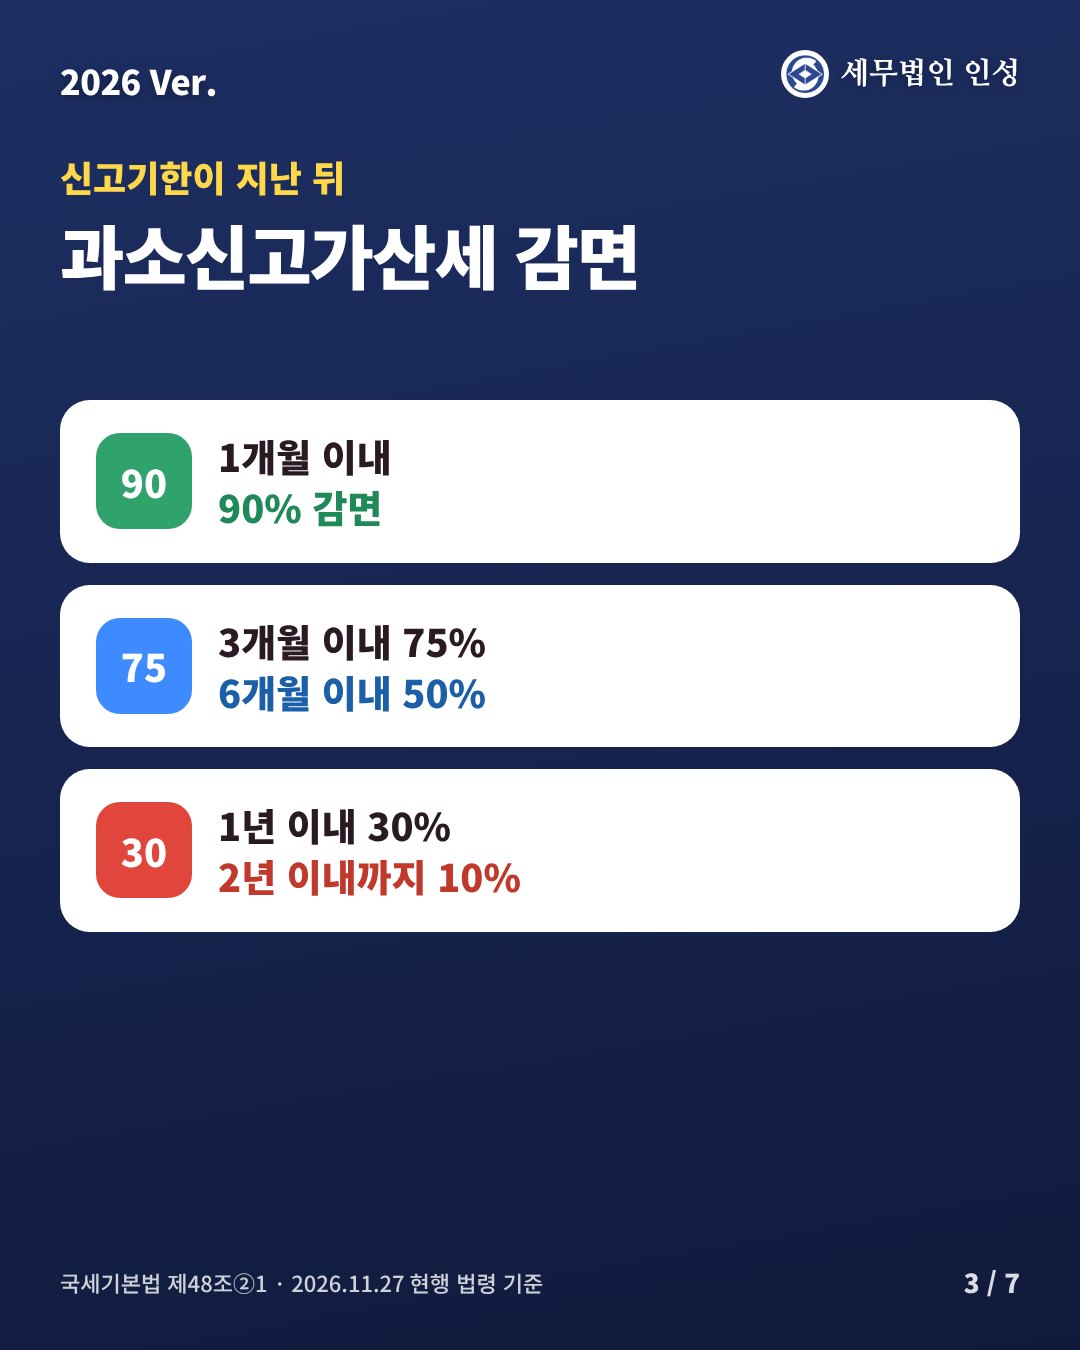 2026 Ver.
세무법인 인성
신고기한이 지난 뒤
과소신고가산세 감면
90
1개월 이내
90% 감면
75
3개월 이내 75%
6개월 이내 50%
30
1년 이내 30%
2년 이내까지 10%
국세기본법 제48조②1 · 2026.11.27 현행 법령 기준
3 / 7